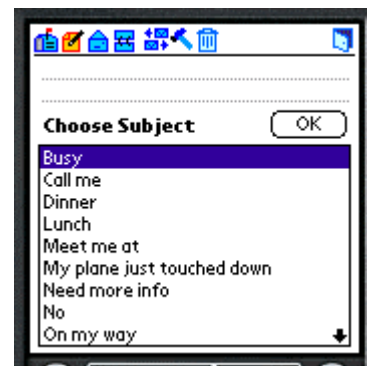 Choose Subject
OK
Busy
Call me
Dinner
Lunch
Meet me at
My plane just touched down
Need more info
No
On my way